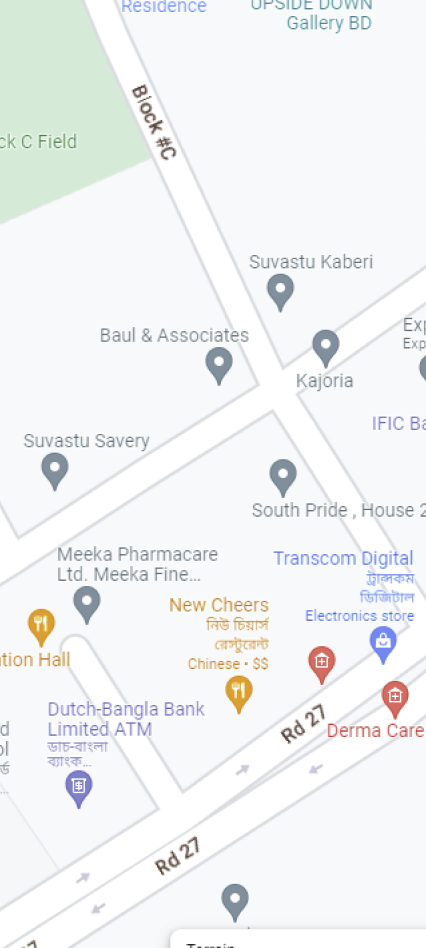 Residence
UPSIDE DOWN
Gallery BD
Block #C
ck C Field
Suvastu Kaberi
Baul & Associates
Exp
Exp
Kajoria
IFIC Ba
Suvastu Savery
South Pride , House 2
Meeka Pharmacare
Ltd. Meeka Fine...
Transcom Digital
ট্রান্সকম
ডিজিটাল
Electronics store
New Cheers
নিউ চিয়ার্স
রেস্টুরেন্ট
Chinese • $$
tion Hall
Rd 27
Derma Care
Dutch-Bangla Bank
Limited ATM
ডাচ-বাংলা
ব্যাংক...
Rd 27